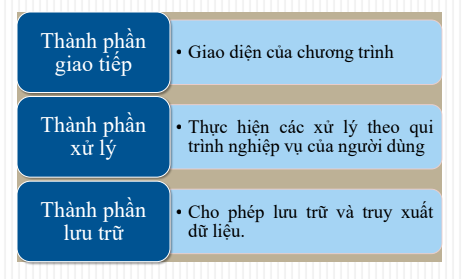 Thành phần
giao tiếp
• Giao diện của chương trình
Thành phần
xử lý
• Thực hiện các xử lý theo qui
trình nghiệp vụ của người dùng
Thành phần
lưu trữ
• Cho phép lưu trữ và truy xuất
dữ liệu.